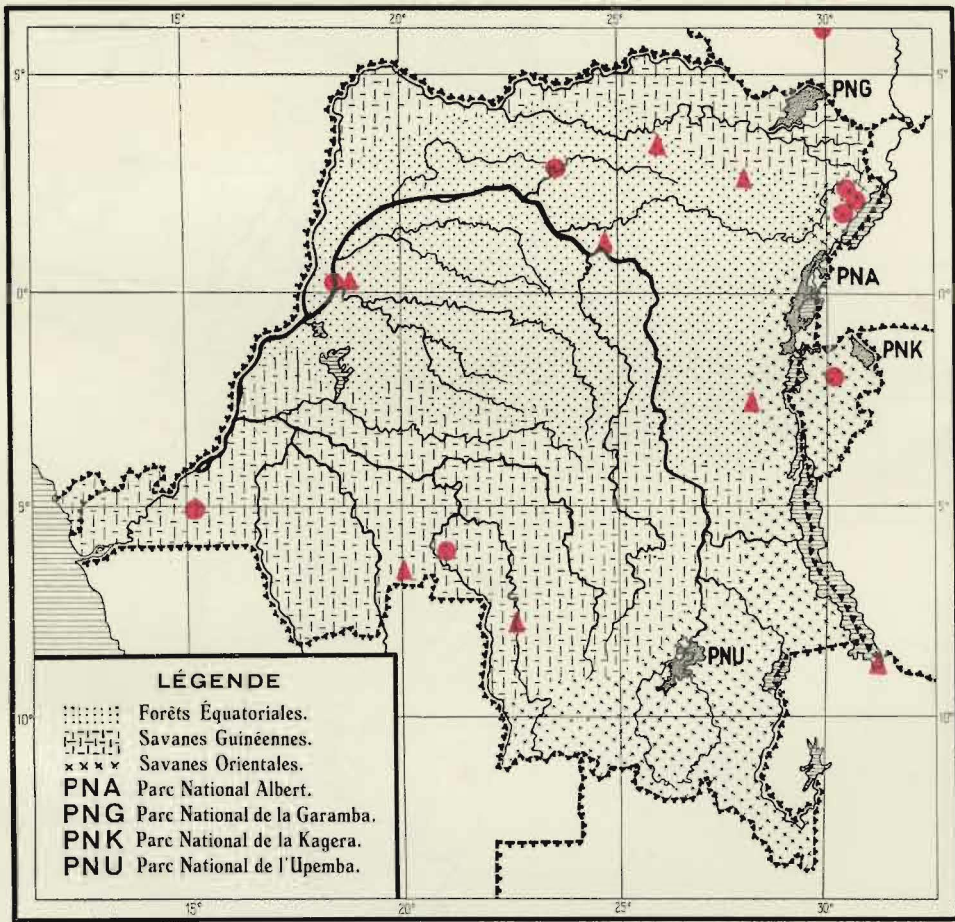 15° 20° 25° 30°
5° 5°
PNG
PNA
0° 0°
PNK
5° 5°
PNU
10° 10°
LÉGENDE
Forêts Équatoriales.
Savanes Guinéennes.
Savanes Orientales.
PNA Parc National Albert.
PNG Parc National de la Garamba.
PNK Parc National de la Kagera.
PNU Parc National de l'Upemba.
15° 20° 25° 30°